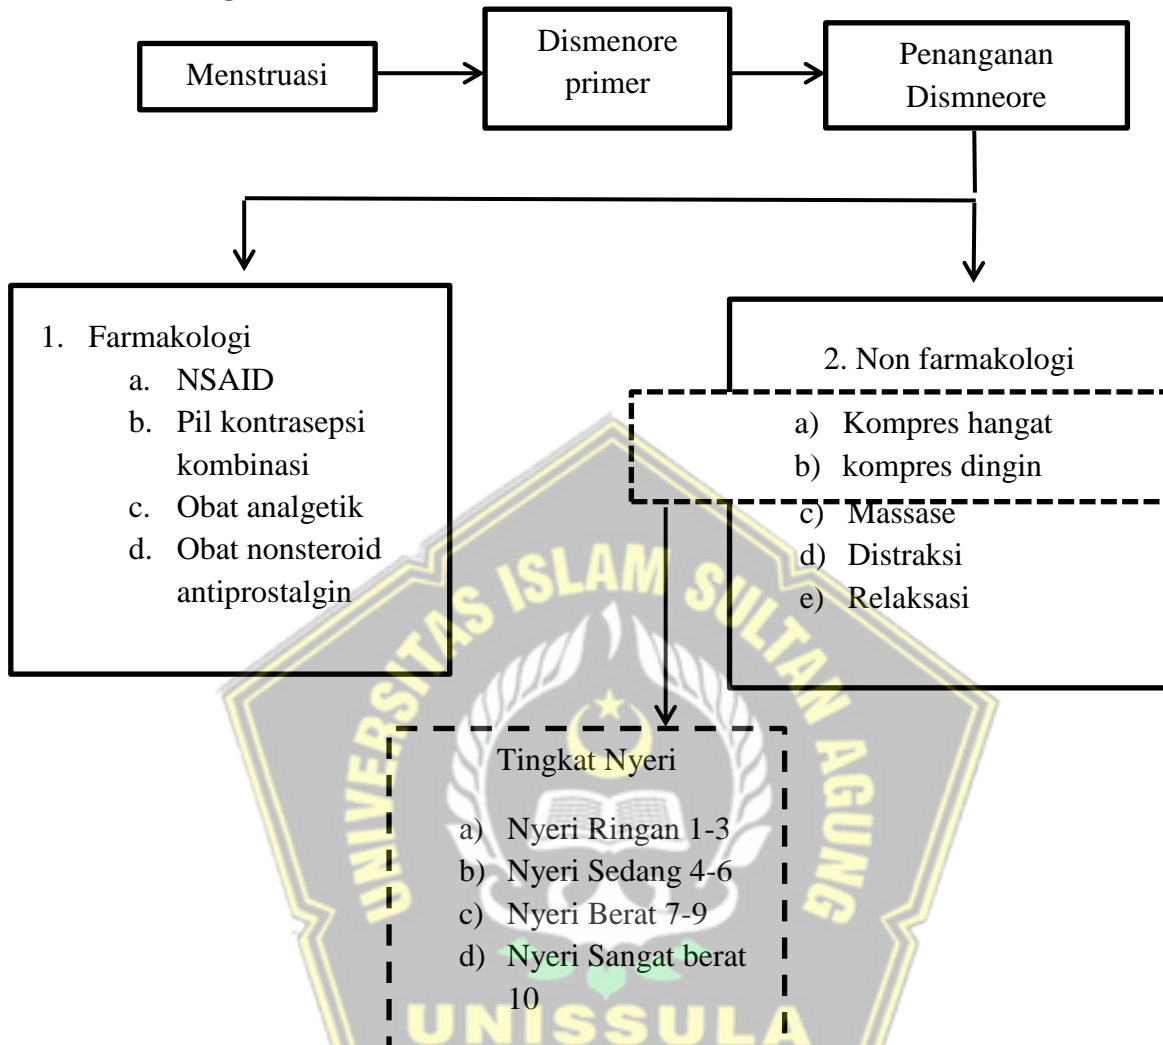 Menstruasi
Dismenore
primer
Penanganan
Dismneore
1. Farmakologi
a. NSAID
b. Pil kontrasepsi
kombinasi
c. Obat analgetik
d. Obat nonsteroid
antiprostalgin
2. Non farmakologi
a) Kompres hangat
b) kompres dingin
c) Massase
d) Distraksi
e) Relaksasi
Tingkat Nyeri
a) Nyeri Ringan 1-3
b) Nyeri Sedang 4-6
c) Nyeri Berat 7-9
d) Nyeri Sangat berat
10
UNIVERSITAS ISLAM SULTAN AGUNG
UNISSULA